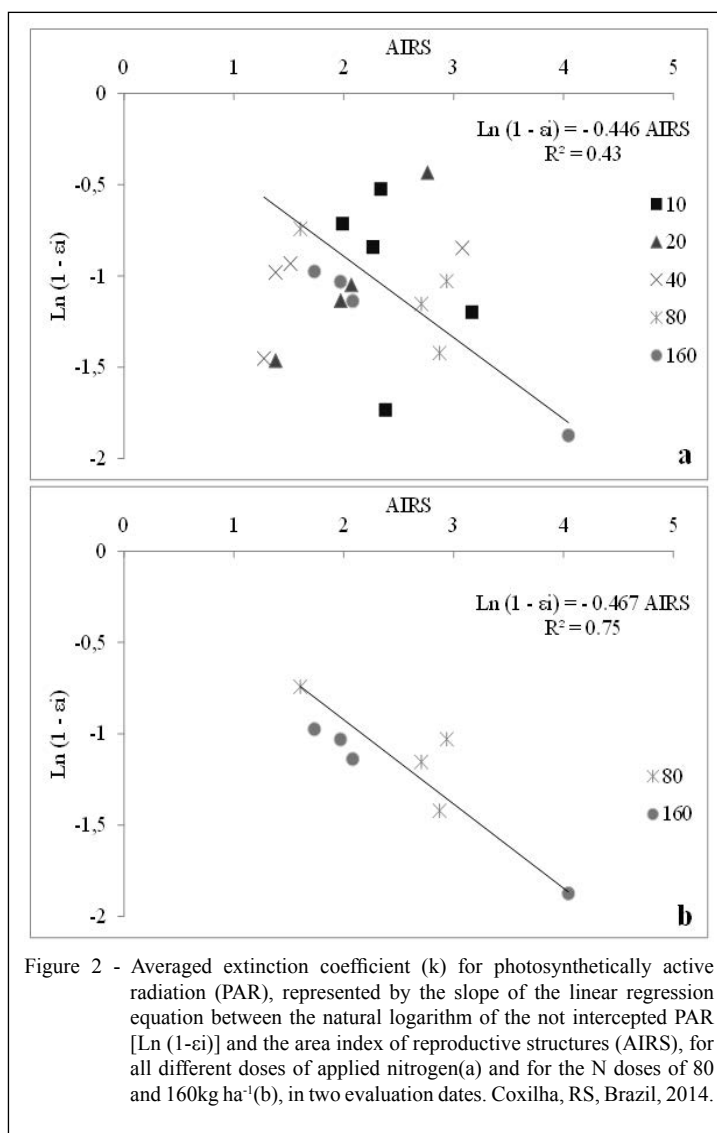 AIRS
0 1 2 3 4 5
0
-0,5
-1
-1,5
-2
Ln (1 - εi)
Ln (1 - εi) = - 0.446 AIRS
R² = 0.43
10
20
40
80
160
a
AIRS
0 1 2 3 4 5
0
-0,5
-1
-1,5
-2
Ln (1 - εi)
Ln (1 - εi) = - 0.467 AIRS
R² = 0.75
80
160
b
Figure 2 - Averaged extinction coefficient (k) for photosynthetically active
radiation (PAR), represented by the slope of the linear regression
equation between the natural logarithm of the not intercepted PAR
[Ln (1-εi)] and the area index of reproductive structures (AIRS), for
all different doses of applied nitrogen(a) and for the N doses of 80
and 160kg ha⁻¹(b), in two evaluation dates. Coxilha, RS, Brazil, 2014.